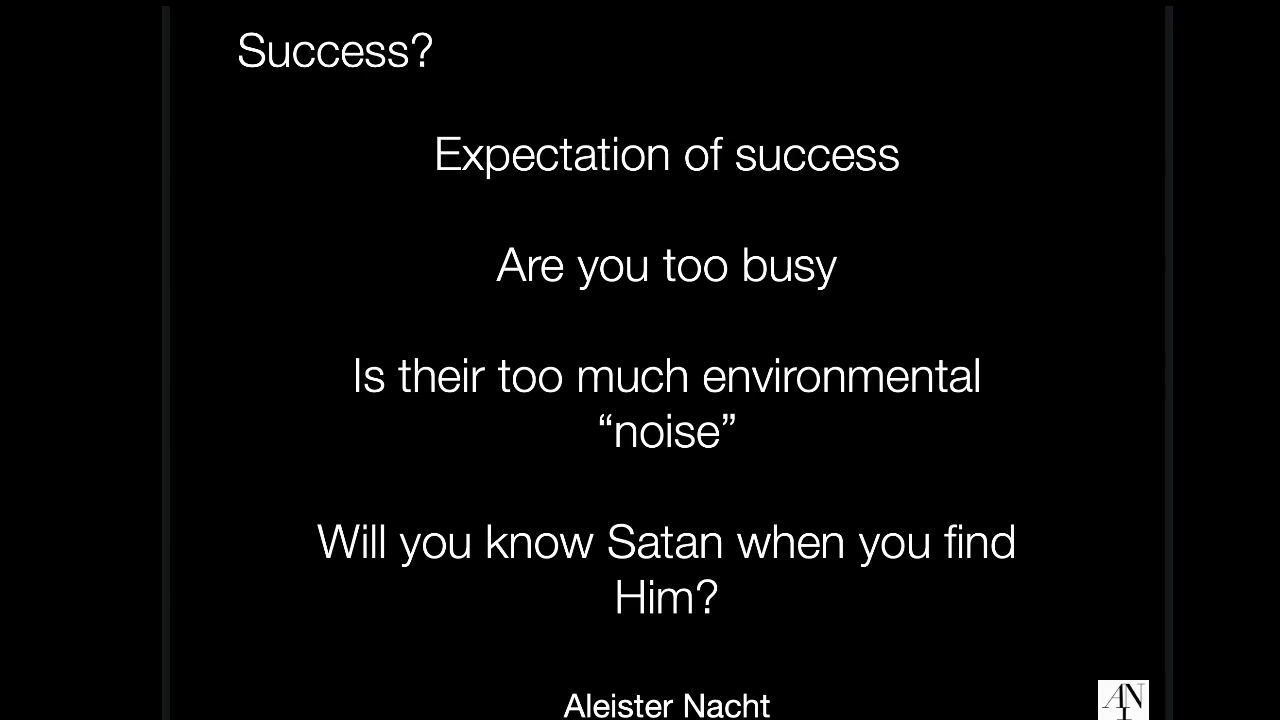 Success?
Expectation of success
Are you too busy
Is their too much environmental
“noise”
Will you know Satan when you find
Him?
Aleister Nacht
AN